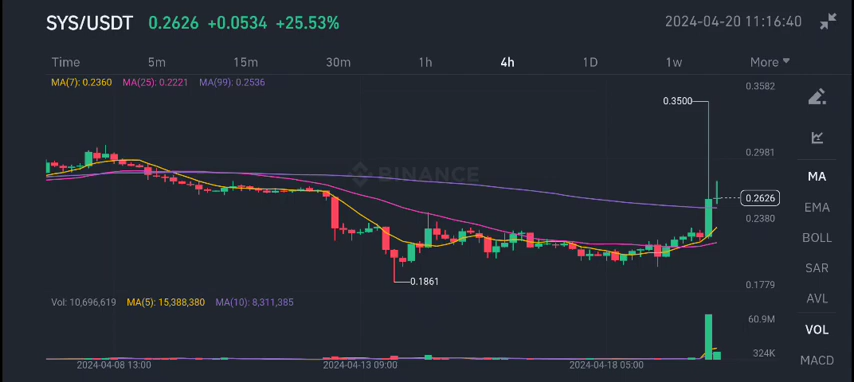 SYS/USDT 0.2626 +0.0534 +25.53% 2024-04-20 11:16:40
Time 5m 15m 30m 1h 4h 1D 1w More
MA(7): 0.2360 MA(25): 0.2221 MA(99): 0.2536
0.3582
0.3500
0.2981
BINANCE
MA
0.2626
EMA
0.2380
BOLL
SAR
0.1861
0.1779
AVL
Vol: 10,696,619 MA(5): 15,388,380 MA(10): 8,311,385
60.9M
VOL
324K
MACD
2024-04-08 13:00 2024-04-13 09:00 2024-04-18 05:00